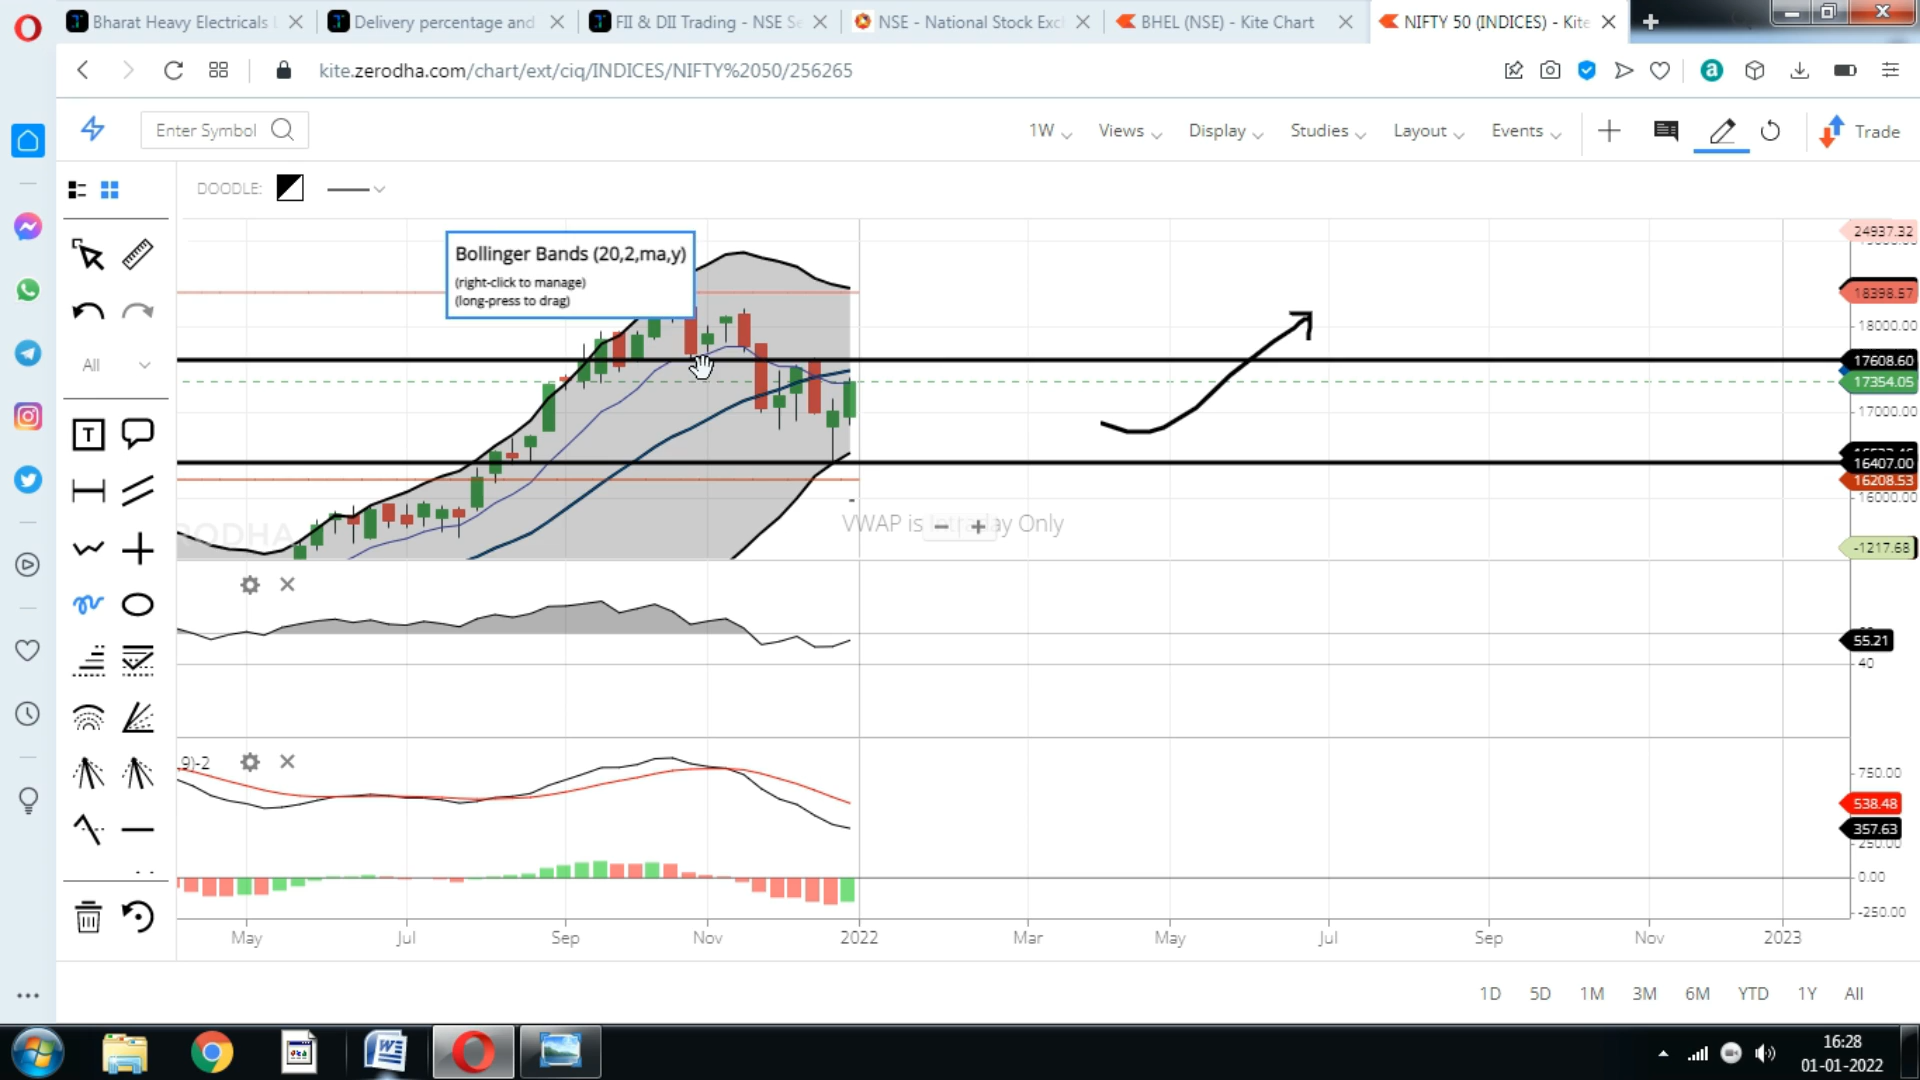 Bharat Heavy Electricals
Delivery percentage and
FII & DII Trading - NSE Se
NSE - National Stock Exc
BHEL (NSE) - Kite Chart
NIFTY 50 (INDICES) - Kite
kite.zerodha.com/chart/ext/ciq/INDICES/NIFTY%2050/256265
Enter Symbol
1W
Views
Display
Studies
Layout
Events
Trade
DOODLE:
All
T
Bollinger Bands (20,2,ma,y)
(right-click to manage)
(long-press to drag)
24937.32
18398.57
18000.00
17608.60
17354.05
17000.00
16407.00
16208.53
16000.00
-1217.68
VWAP is Intraday Only
55.21
40
9)-2
750.00
538.48
357.63
250.00
0.00
-250.00
May
Jul
Sep
Nov
2022
Mar
May
Jul
Sep
Nov
2023
1D
5D
1M
3M
6M
YTD
1Y
All
16:28
01-01-2022